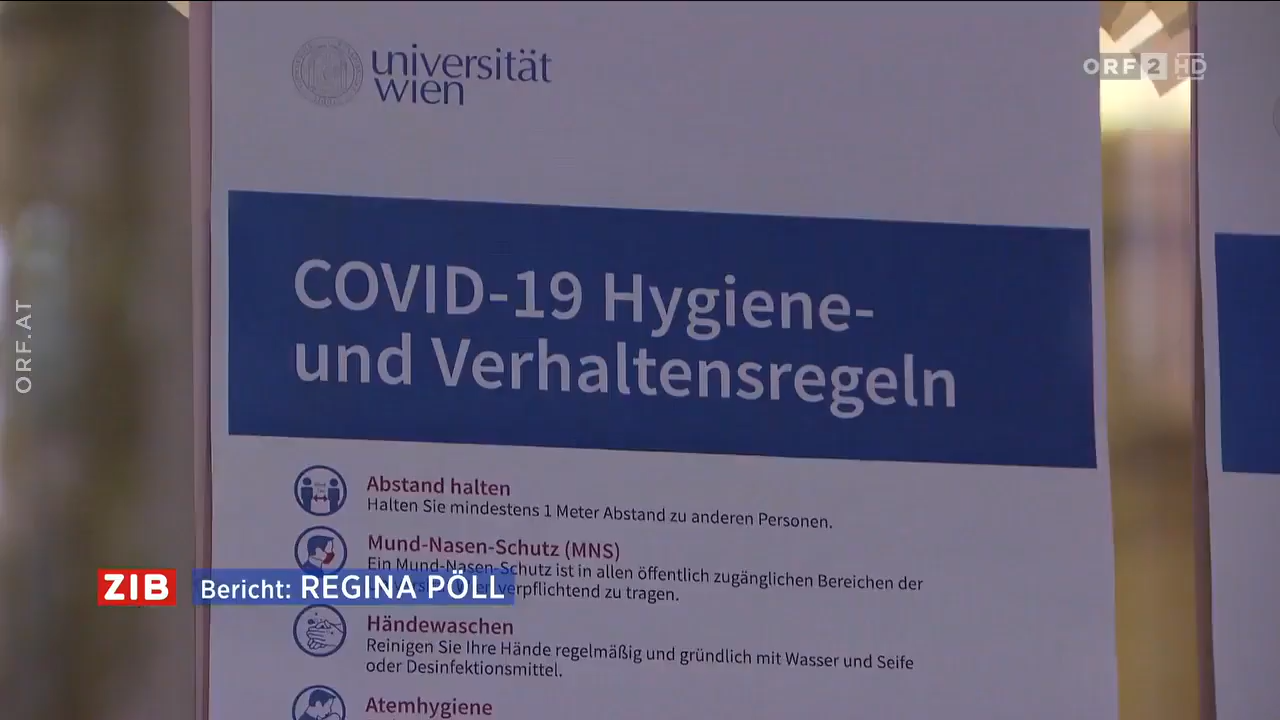 universität
wien
ORF 2 HD
COVID-19 Hygiene-
und Verhaltensregeln
ORF.AT
Abstand halten
Halten Sie mindestens 1 Meter Abstand zu anderen Personen.
Mund-Nasen-Schutz (MNS)
Ein Mund-Nasen-Schutz ist in allen öffentlich zugänglichen Bereichen der
verpflichtend zu tragen.
ZIB Bericht: REGINA PÖLL
Händewaschen
Reinigen Sie Ihre Hände regelmäßig und gründlich mit Wasser und Seife
oder Desinfektionsmittel.
Atemhygiene